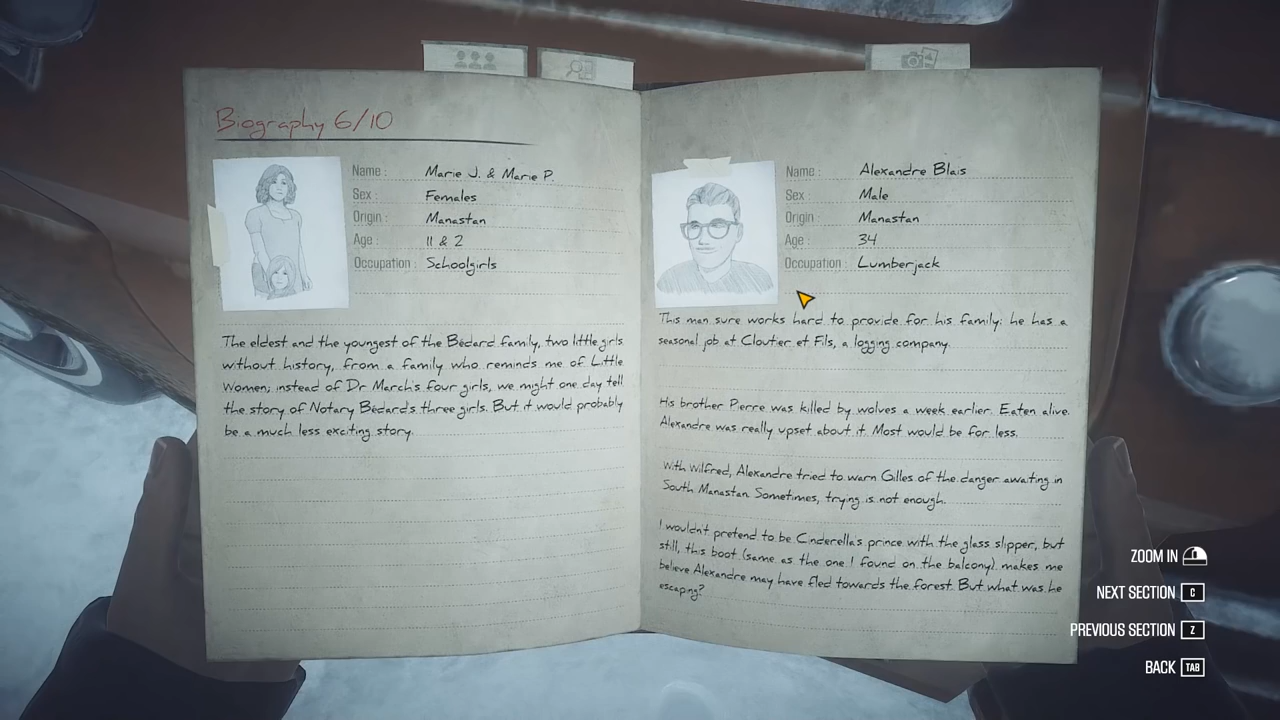 Biography 6/10
Name : Marie J. & Marie P.
Sex : Females
Origin : Manastan
Age : 11 & 2
Occupation : Schoolgirls
The eldest and the youngest of the Bédard family, two little girls
without history, from a family who reminds me of Little
Women; instead of Dr March's four girls, we might one day tell
the story of Notary Bédard's three girls. But it would probably
be a much less exciting story.
Name : Alexandre Blais
Sex : Male
Origin : Manastan
Age : 34
Occupation : Lumberjack
This man sure works hard to provide for his family: he has a
seasonal job at Cloutier et Fils, a logging company.
His brother Pierre was killed by wolves a week earlier. Eaten alive.
Alexandre was really upset about it. Most would be for less.
With Wilfred, Alexandre tried to warn Gilles of the danger awaiting in
South Manastan. Sometimes, trying is not enough.
I wouldn't pretend to be Cinderella's prince with the glass slipper, but
still, this boot (same as the one I found on the balcony) makes me
believe Alexandre may have fled towards the forest. But what was he
escaping?
ZOOM IN
NEXT SECTION C
PREVIOUS SECTION Z
BACK TAB